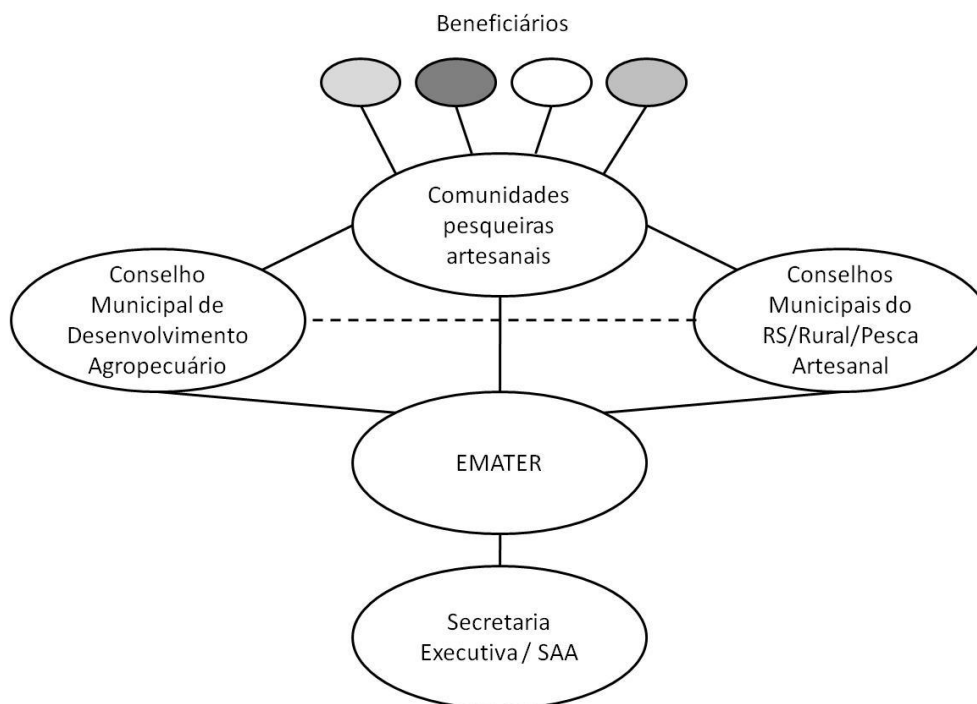 Beneficiários
Comunidades
pesqueiras
artesanais
Conselho
Municipal de
Desenvolvimento
Agropecuário
Conselhos
Municipais do
RS/Rural/Pesca
Artesanal
EMATER
Secretaria
Executiva / SAA